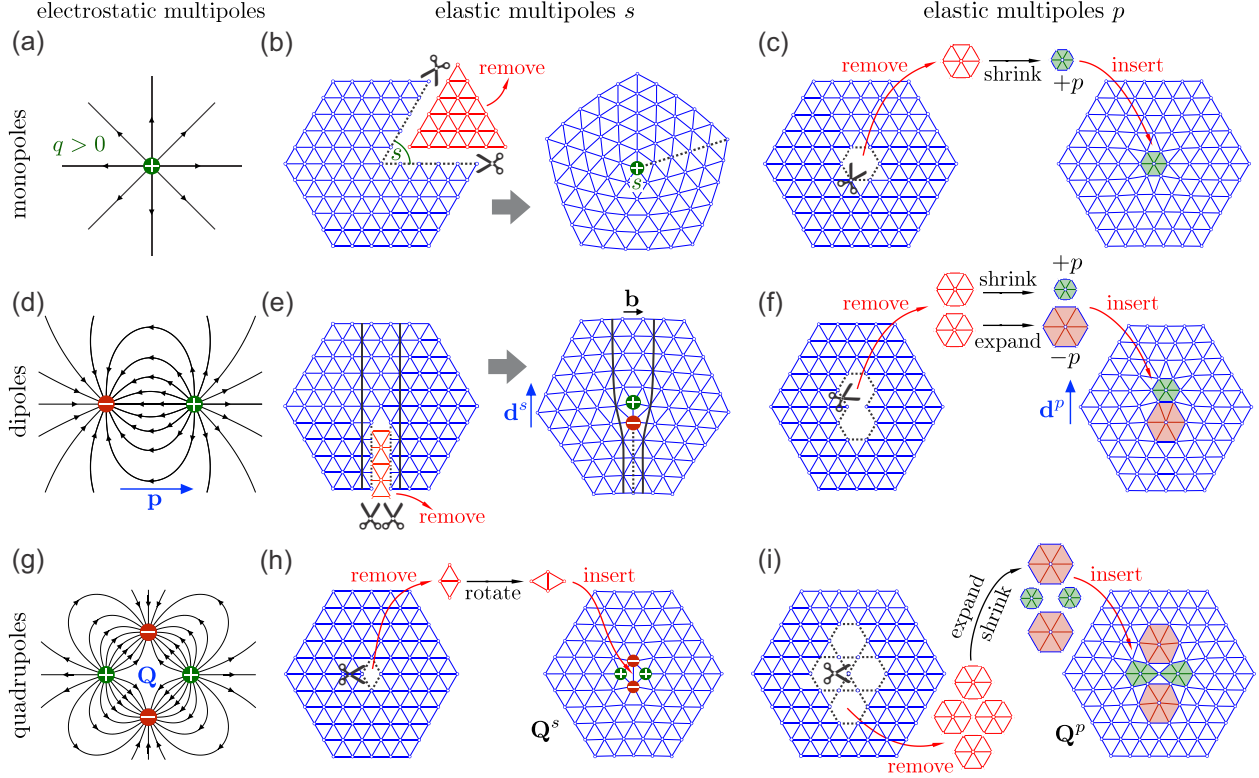 electrostatic multipoles
elastic multipoles s
elastic multipoles p
monopoles
(a)
q > 0
(b)
remove
s
s
(c)
remove
shrink
+p
insert
dipoles
(d)
p
(e)
remove
b
d^s
(f)
remove
shrink
+p
expand
−p
insert
d^p
quadrupoles
(g)
Q
(h)
remove
rotate
insert
Q^s
(i)
remove
expand
shrink
insert
Q^p